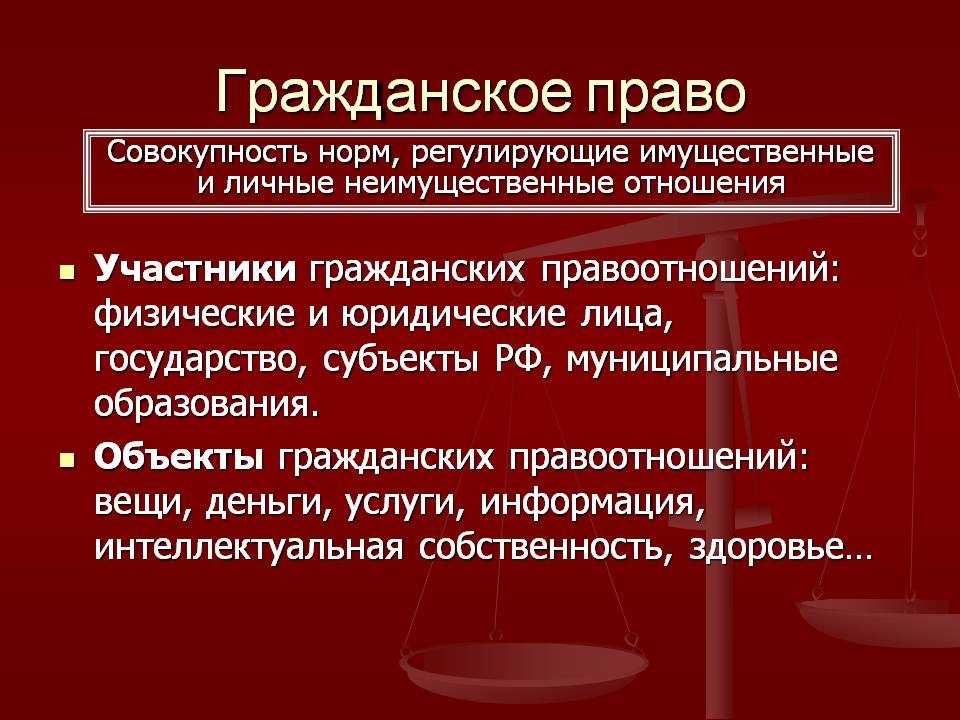 Гражданское право
Совокупность норм, регулирующие имущественные
и личные неимущественные отношения
Участники гражданских правоотношений:
физические и юридические лица,
государство, субъекты РФ, муниципальные
образования.
Объекты гражданских правоотношений:
вещи, деньги, услуги, информация,
интеллектуальная собственность, здоровье…